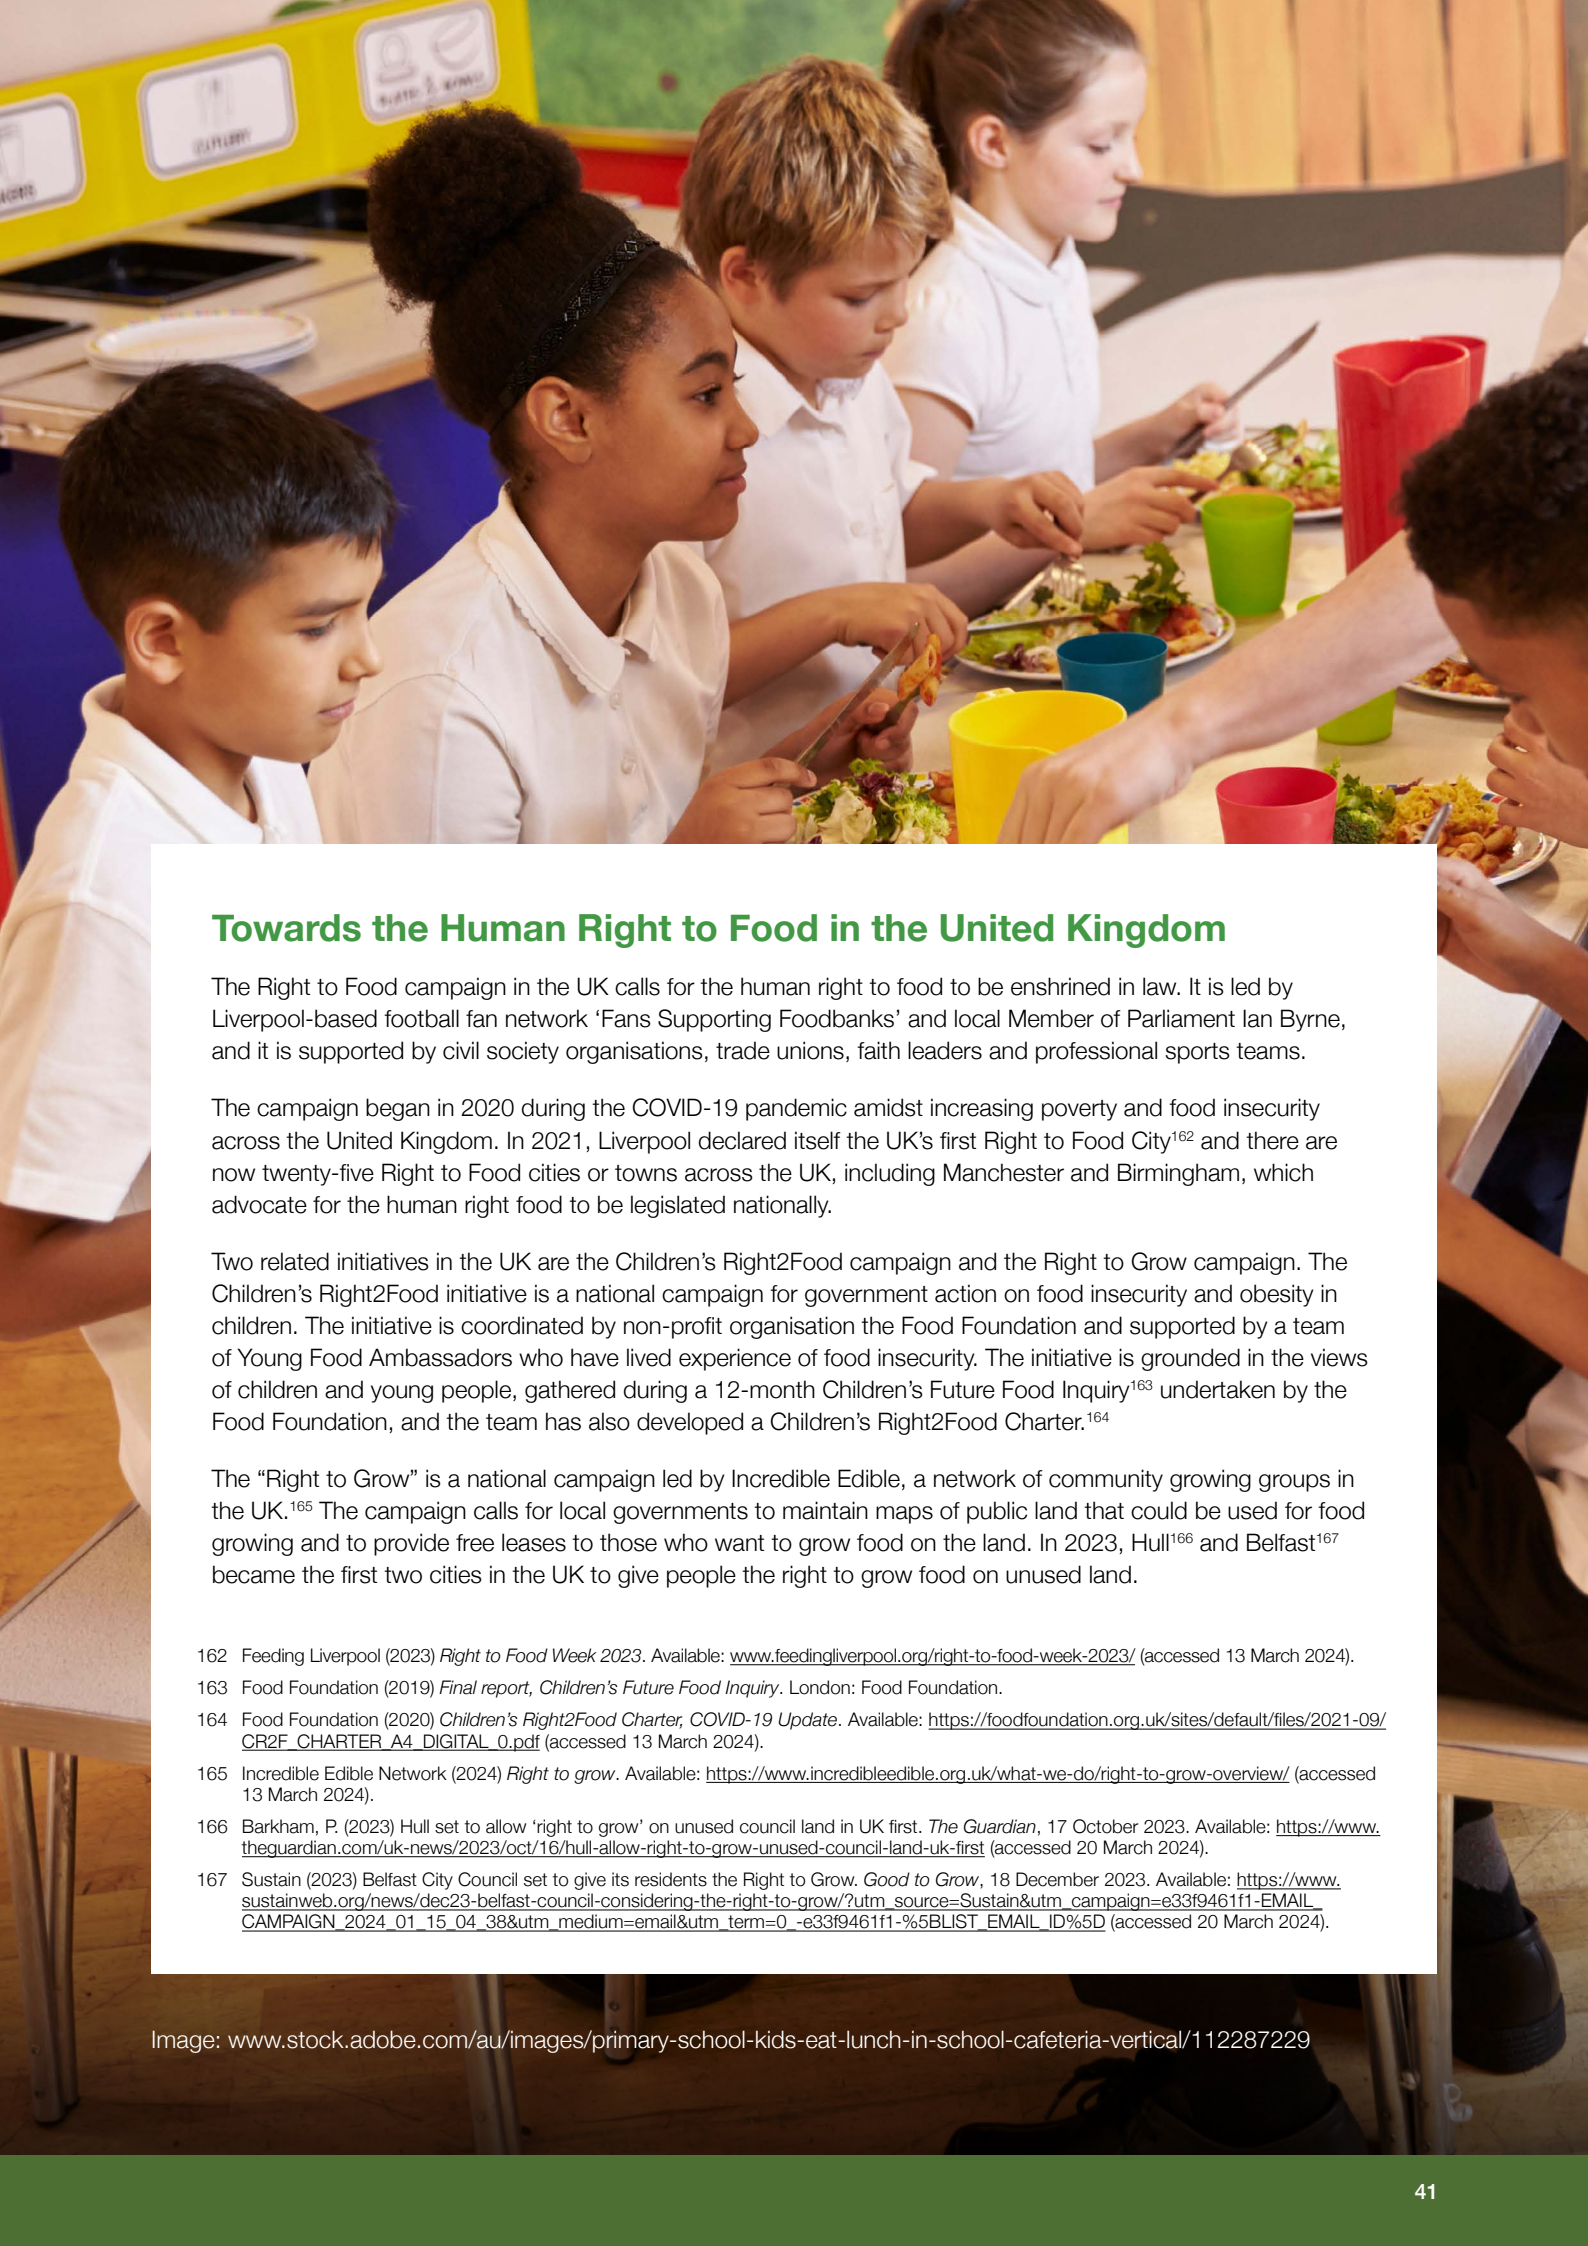 CUTLERY
Towards the Human Right to Food in the United Kingdom
The Right to Food campaign in the UK calls for the human right to food to be enshrined in law. It is led by
Liverpool-based football fan network ‘Fans Supporting Foodbanks’ and local Member of Parliament Ian Byrne,
and it is supported by civil society organisations, trade unions, faith leaders and professional sports teams.
The campaign began in 2020 during the COVID-19 pandemic amidst increasing poverty and food insecurity
across the United Kingdom. In 2021, Liverpool declared itself the UK’s first Right to Food City162 and there are
now twenty-five Right to Food cities or towns across the UK, including Manchester and Birmingham, which
advocate for the human right food to be legislated nationally.
Two related initiatives in the UK are the Children’s Right2Food campaign and the Right to Grow campaign. The
Children’s Right2Food initiative is a national campaign for government action on food insecurity and obesity in
children. The initiative is coordinated by non-profit organisation the Food Foundation and supported by a team
of Young Food Ambassadors who have lived experience of food insecurity. The initiative is grounded in the views
of children and young people, gathered during a 12-month Children’s Future Food Inquiry163 undertaken by the
Food Foundation, and the team has also developed a Children’s Right2Food Charter.164
The “Right to Grow” is a national campaign led by Incredible Edible, a network of community growing groups in
the UK.165 The campaign calls for local governments to maintain maps of public land that could be used for food
growing and to provide free leases to those who want to grow food on the land. In 2023, Hull166 and Belfast167
became the first two cities in the UK to give people the right to grow food on unused land.
162 Feeding Liverpool (2023) Right to Food Week 2023. Available: www.feedingliverpool.org/right-to-food-week-2023/ (accessed 13 March 2024).
163 Food Foundation (2019) Final report, Children’s Future Food Inquiry. London: Food Foundation.
164 Food Foundation (2020) Children’s Right2Food Charter, COVID-19 Update. Available: https://foodfoundation.org.uk/sites/default/files/2021-09/
CR2F_CHARTER_A4_DIGITAL_0.pdf (accessed 13 March 2024).
165 Incredible Edible Network (2024) Right to grow. Available: https://www.incredibleedible.org.uk/what-we-do/right-to-grow-overview/ (accessed
13 March 2024).
166 Barkham, P. (2023) Hull set to allow ‘right to grow’ on unused council land in UK first. The Guardian, 17 October 2023. Available: https://www.
theguardian.com/uk-news/2023/oct/16/hull-allow-right-to-grow-unused-council-land-uk-first (accessed 20 March 2024).
167 Sustain (2023) Belfast City Council set to give its residents the Right to Grow. Good to Grow, 18 December 2023. Available: https://www.
sustainweb.org/news/dec23-belfast-council-considering-the-right-to-grow/?utm_source=Sustain&utm_campaign=e33f9461f1-EMAIL_
CAMPAIGN_2024_01_15_04_38&utm_medium=email&utm_term=0_-e33f9461f1-%5BLIST_EMAIL_ID%5D (accessed 20 March 2024).
Image: www.stock.adobe.com/au/images/primary-school-kids-eat-lunch-in-school-cafeteria-vertical/112287229
41